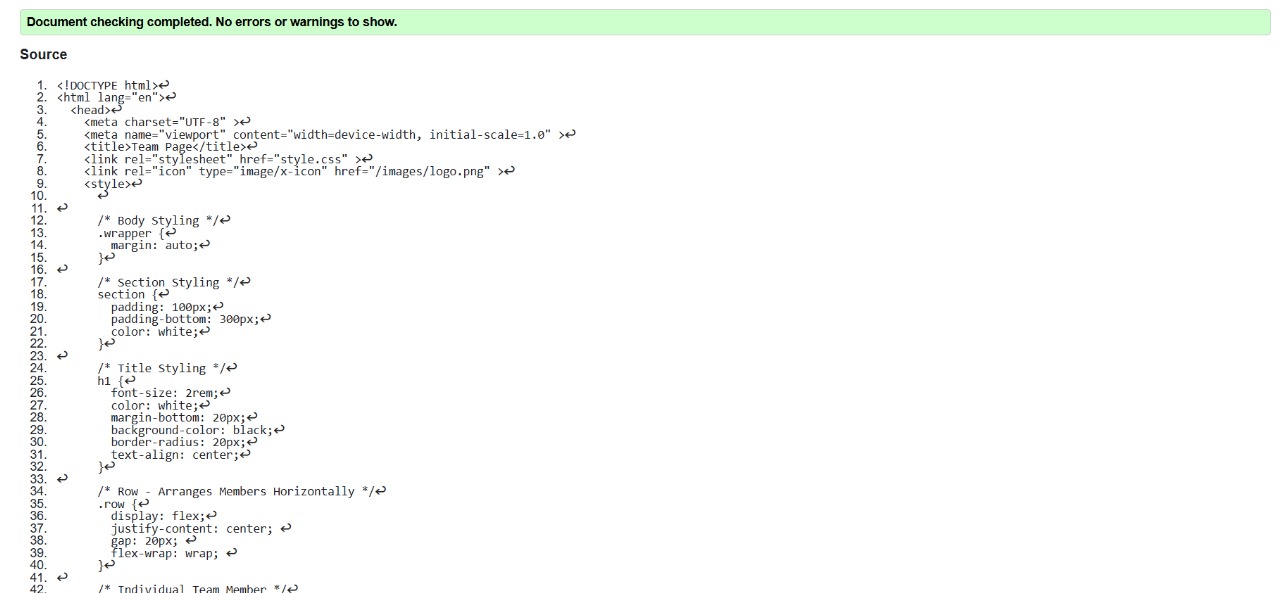 Document checking completed. No errors or warnings to show.
Source
1. <!DOCTYPE html>↩
2. <html lang="en">↩
3.   <head>↩
4.     <meta charset="UTF-8" >↩
5.     <meta name="viewport" content="width=device-width, initial-scale=1.0" >↩
6.     <title>Team Page</title>↩
7.     <link rel="stylesheet" href="style.css" >↩
8.     <link rel="icon" type="image/x-icon" href="/images/logo.png" >↩
9.     <style>↩
10.       ↩
11. ↩
12.       /* Body Styling */↩
13.       .wrapper {↩
14.         margin: auto;↩
15.       }↩
16. ↩
17.       /* Section Styling */↩
18.       section {↩
19.         padding: 100px;↩
20.         padding-bottom: 300px;↩
21.         color: white;↩
22.       }↩
23. ↩
24.       /* Title Styling */↩
25.       h1 {↩
26.         font-size: 2rem;↩
27.         color: white;↩
28.         margin-bottom: 20px;↩
29.         background-color: black;↩
30.         border-radius: 20px;↩
31.         text-align: center;↩
32.       }↩
33. ↩
34.       /* Row - Arranges Members Horizontally */↩
35.       .row {↩
36.         display: flex;↩
37.         justify-content: center; ↩
38.         gap: 20px; ↩
39.         flex-wrap: wrap; ↩
40.       }↩
41. ↩
42.       /* Individual Team Member */↩